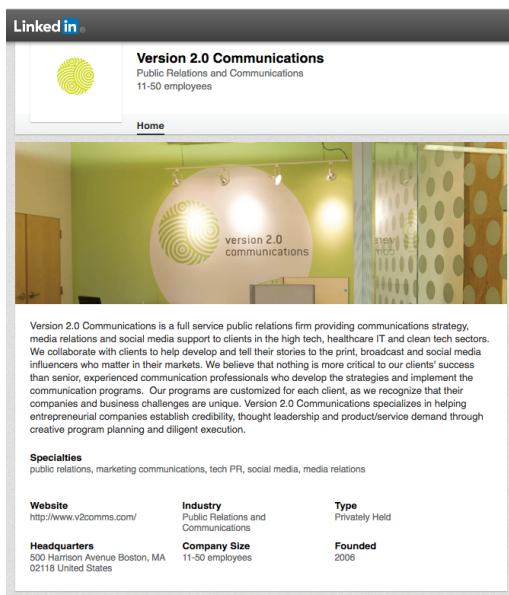 Linked in ®
Version 2.0 Communications
Public Relations and Communications
11-50 employees
Home
version 2.0
communications
Version 2.0 Communications is a full service public relations firm providing communications strategy,
media relations and social media support to clients in the high tech, healthcare IT and clean tech sectors.
We collaborate with clients to help develop and tell their stories to the print, broadcast and social media
influencers who matter in their markets. We believe that nothing is more critical to our clients' success
than senior, experienced communication professionals who develop the strategies and implement the
communication programs.  Our programs are customized for each client, as we recognize that their
companies and business challenges are unique. Version 2.0 Communications specializes in helping
entrepreneurial companies establish credibility, thought leadership and product/service demand through
creative program planning and diligent execution.
Specialties
public relations, marketing communications, tech PR, social media, media relations
Website
http://www.v2comms.com/
Industry
Public Relations and
Communications
Type
Privately Held
Headquarters
500 Harrison Avenue Boston, MA
02118 United States
Company Size
11-50 employees
Founded
2006